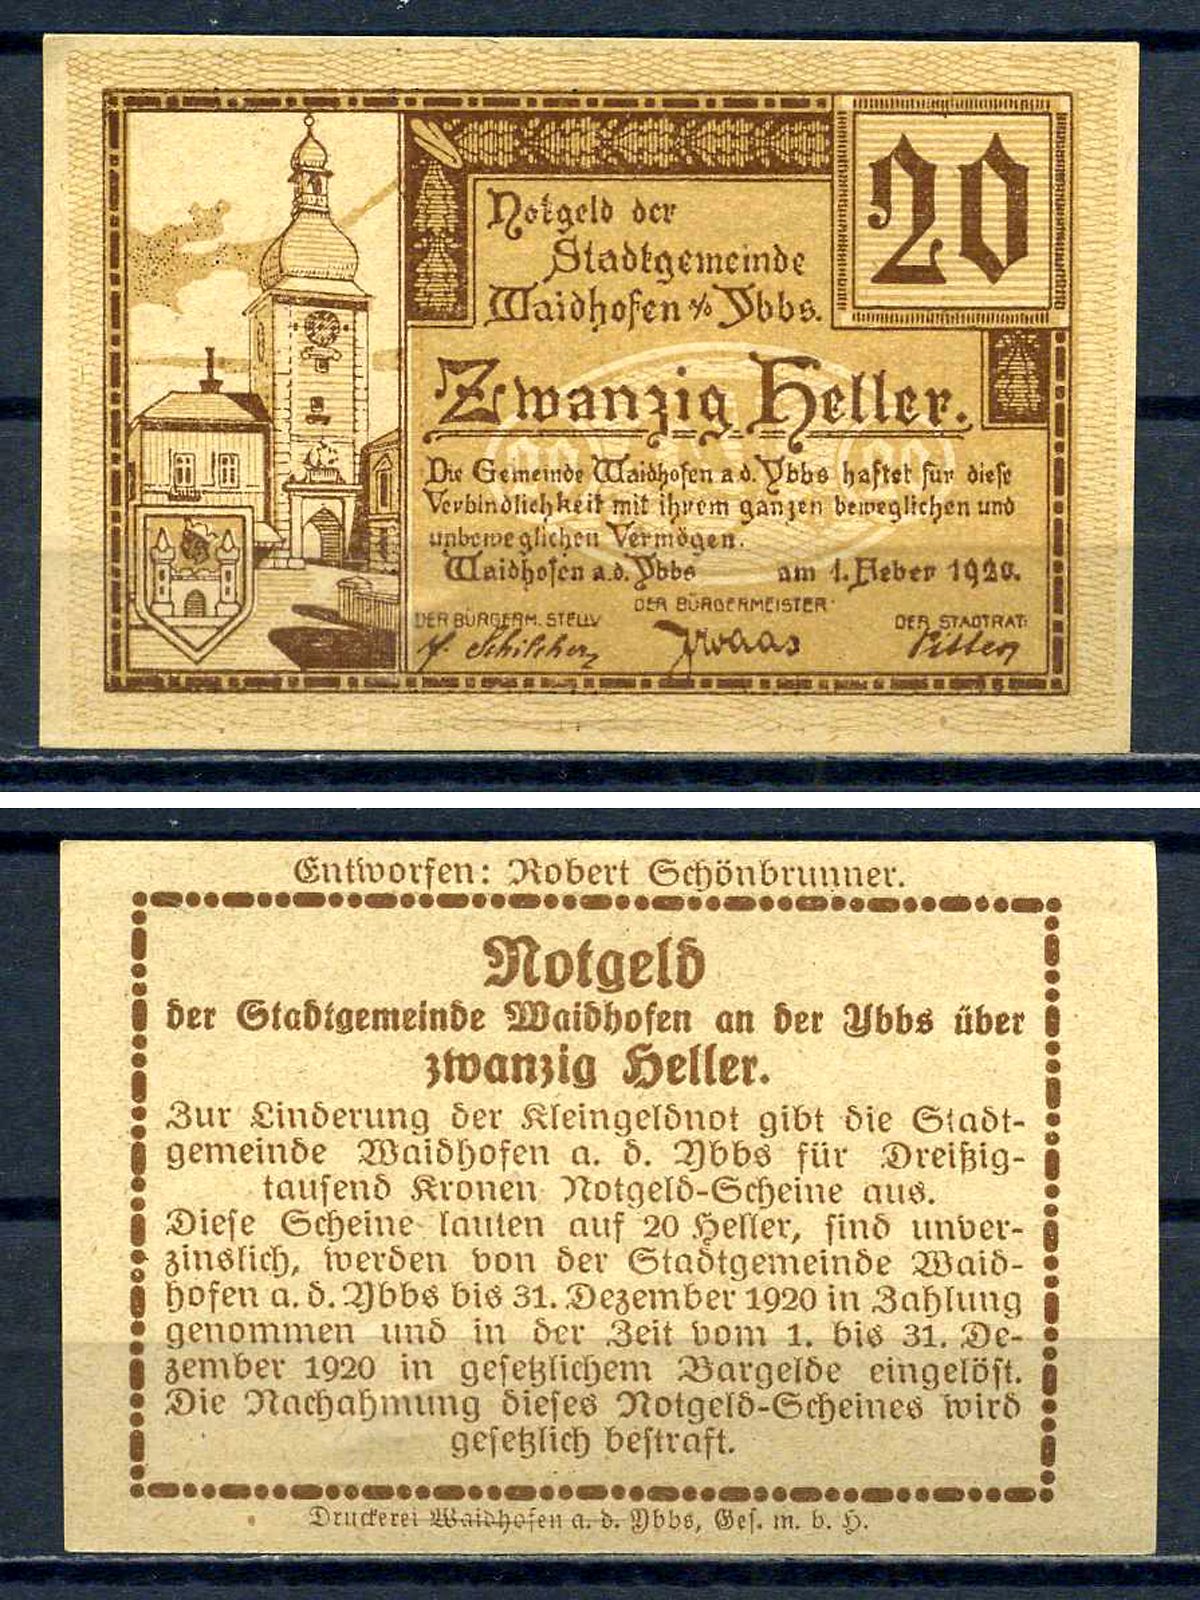 20
Notgeld der
Stadtgemeinde
Waidhofen a/d Ybbs.
Zwanzig Heller.
Die Gemeinde Waidhofen a d. Ybbs haftet für diese
Verbindlichkeit mit ihrem ganzen beweglichen und
unbeweglichen Vermögen.
Waidhofen a.d. Ybbs am 1. Feber 1920.
DER BÜRGERM. STELLV DER BÜRGERMEISTER DER STADTRAT:
Entworfen: Robert Schönbrunner.
Notgeld
der Stadtgemeinde Waidhofen an der Ybbs über
zwanzig Heller.
Zur Linderung der Kleingeldnot gibt die Stadt-
gemeinde Waidhofen a. d. Ybbs für Dreißig-
tausend Kronen Notgeld-Scheine aus.
Diese Scheine lauten auf 20 Heller, sind unver-
zinslich, werden von der Stadtgemeinde Waid-
hofen a. d. Ybbs bis 31. Dezember 1920 in Zahlung
genommen und in der Zeit vom 1. bis 31. De-
zember 1920 in gesetzlichem Bargelde eingelöst.
Die Nachahmung dieses Notgeld-Scheines wird
gesetzlich bestraft.
Druckerei Waidhofen a. d. Ybbs, Ges. m. b. H.